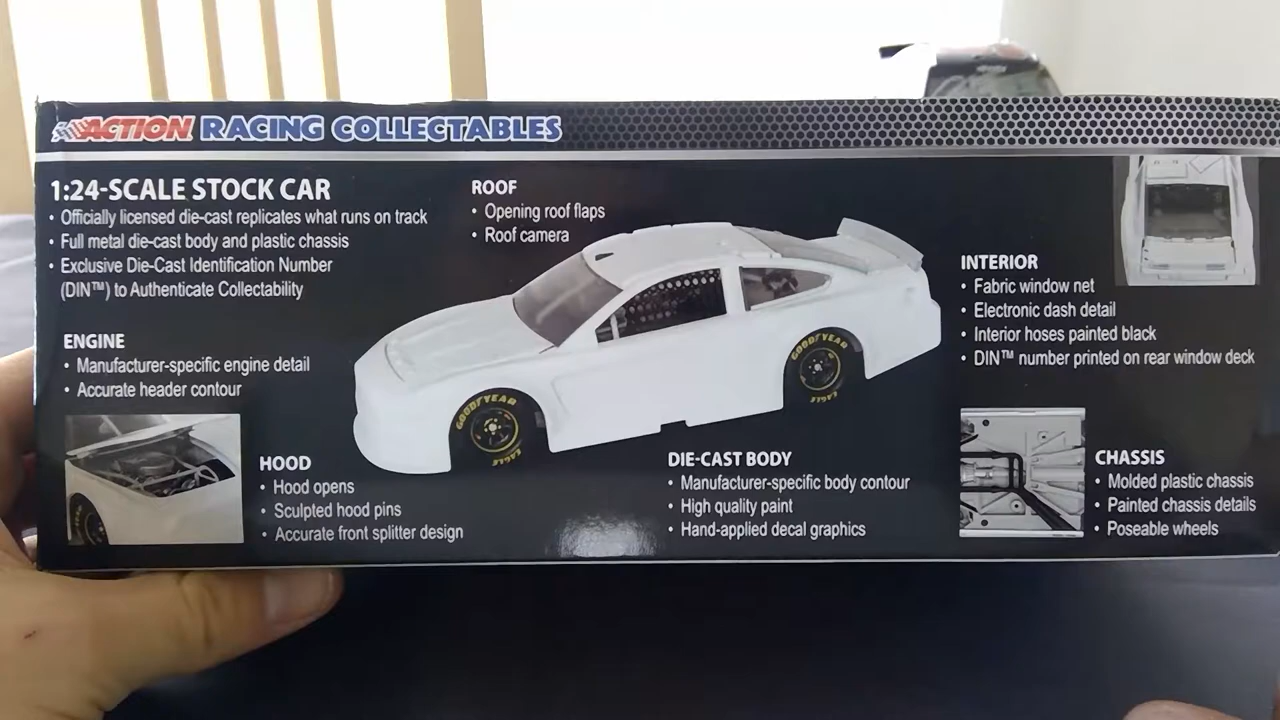 ACTION RACING COLLECTABLES
1:24-SCALE STOCK CAR
• Officially licensed die-cast replicates what runs on track
• Full metal die-cast body and plastic chassis
• Exclusive Die-Cast Identification Number
(DIN™) to Authenticate Collectability
ENGINE
• Manufacturer-specific engine detail
• Accurate header contour
HOOD
• Hood opens
• Sculpted hood pins
• Accurate front splitter design
ROOF
• Opening roof flaps
• Roof camera
GOODYEAR
EAGLE
GOODYEAR
EAGLE
DIE-CAST BODY
• Manufacturer-specific body contour
• High quality paint
• Hand-applied decal graphics
INTERIOR
• Fabric window net
• Electronic dash detail
• Interior hoses painted black
• DIN™ number printed on rear window deck
CHASSIS
• Molded plastic chassis
• Painted chassis details
• Poseable wheels